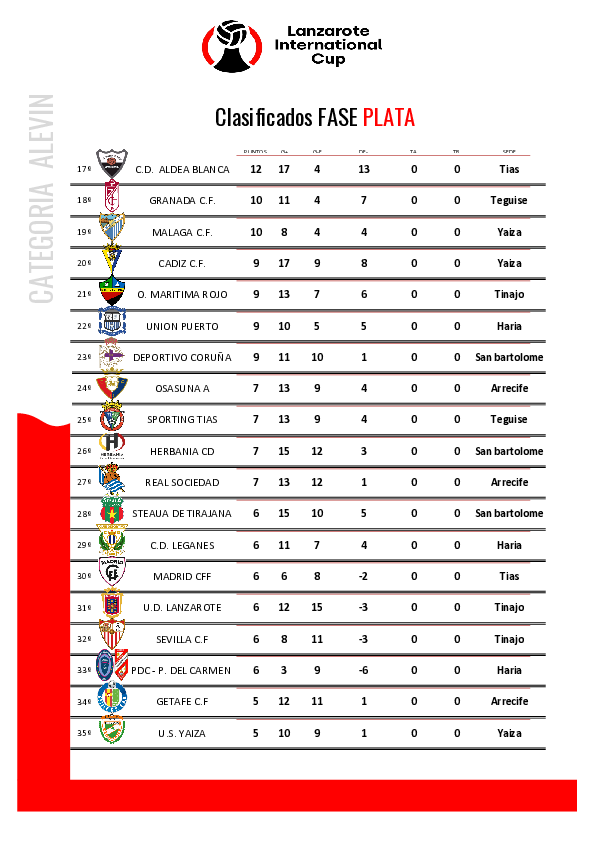 Lanzarote
International
Cup
CATEGORIA ALEVIN
Clasificados FASE PLATA
PUNTOS G+ DE- TA TR SEDE
17º C.D. ALDEA BLANCA 12 17 4 13 0 0 Tias
18º GRANADA C.F. 10 11 4 7 0 0 Teguise
19º MALAGA C.F. 10 8 4 4 0 0 Yaiza
20º CADIZ C.F. 9 17 9 8 0 0 Yaiza
21º O. MARITIMA ROJO 9 13 7 6 0 0 Tinajo
22º UNION PUERTO 9 10 5 5 0 0 Haria
23º DEPORTIVO CORUÑA 9 11 10 1 0 0 San bartolome
24º OSASUNA A 7 13 9 4 0 0 Arrecife
25º SPORTING TIAS 7 13 9 4 0 0 Teguise
26º HERBANIA CD 7 15 12 3 0 0 San bartolome
27º REAL SOCIEDAD 7 13 12 1 0 0 Arrecife
28º STEAUA DE TIRAJANA 6 15 10 5 0 0 San bartolome
29º C.D. LEGANES 6 11 7 4 0 0 Haria
30º MADRID CFF 6 6 8 -2 0 0 Tias
31º U.D. LANZAROTE 6 12 15 -3 0 0 Tinajo
32º SEVILLA C.F 6 8 11 -3 0 0 Tinajo
33º PDC - P. DEL CARMEN 6 3 9 -6 0 0 Haria
34º GETAFE C.F 5 12 11 1 0 0 Arrecife
35º U.S. YAIZA 5 10 9 1 0 0 Yaiza